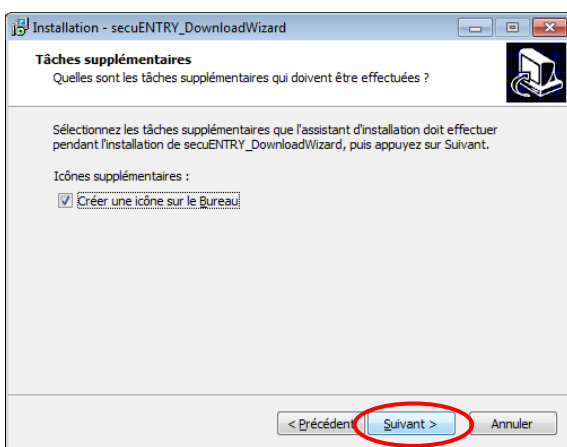 Installation - secuENTRY_DownloadWizard
Tâches supplémentaires
Quelles sont les tâches supplémentaires qui doivent être effectuées ?
Sélectionnez les tâches supplémentaires que l'assistant d'installation doit effectuer
pendant l'installation de secuENTRY_DownloadWizard, puis appuyez sur Suivant.
Icônes supplémentaires :
Créer une icône sur le Bureau
< Précédent Suivant > Annuler